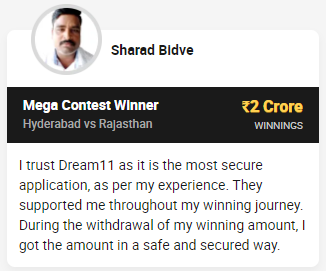 Sharad Bidve
Mega Contest Winner
₹2 Crore
Hyderabad vs Rajasthan
WINNINGS
I trust Dream11 as it is the most secure
application, as per my experience. They
supported me throughout my winning journey.
During the withdrawal of my winning amount, I
got the amount in a safe and secured way.